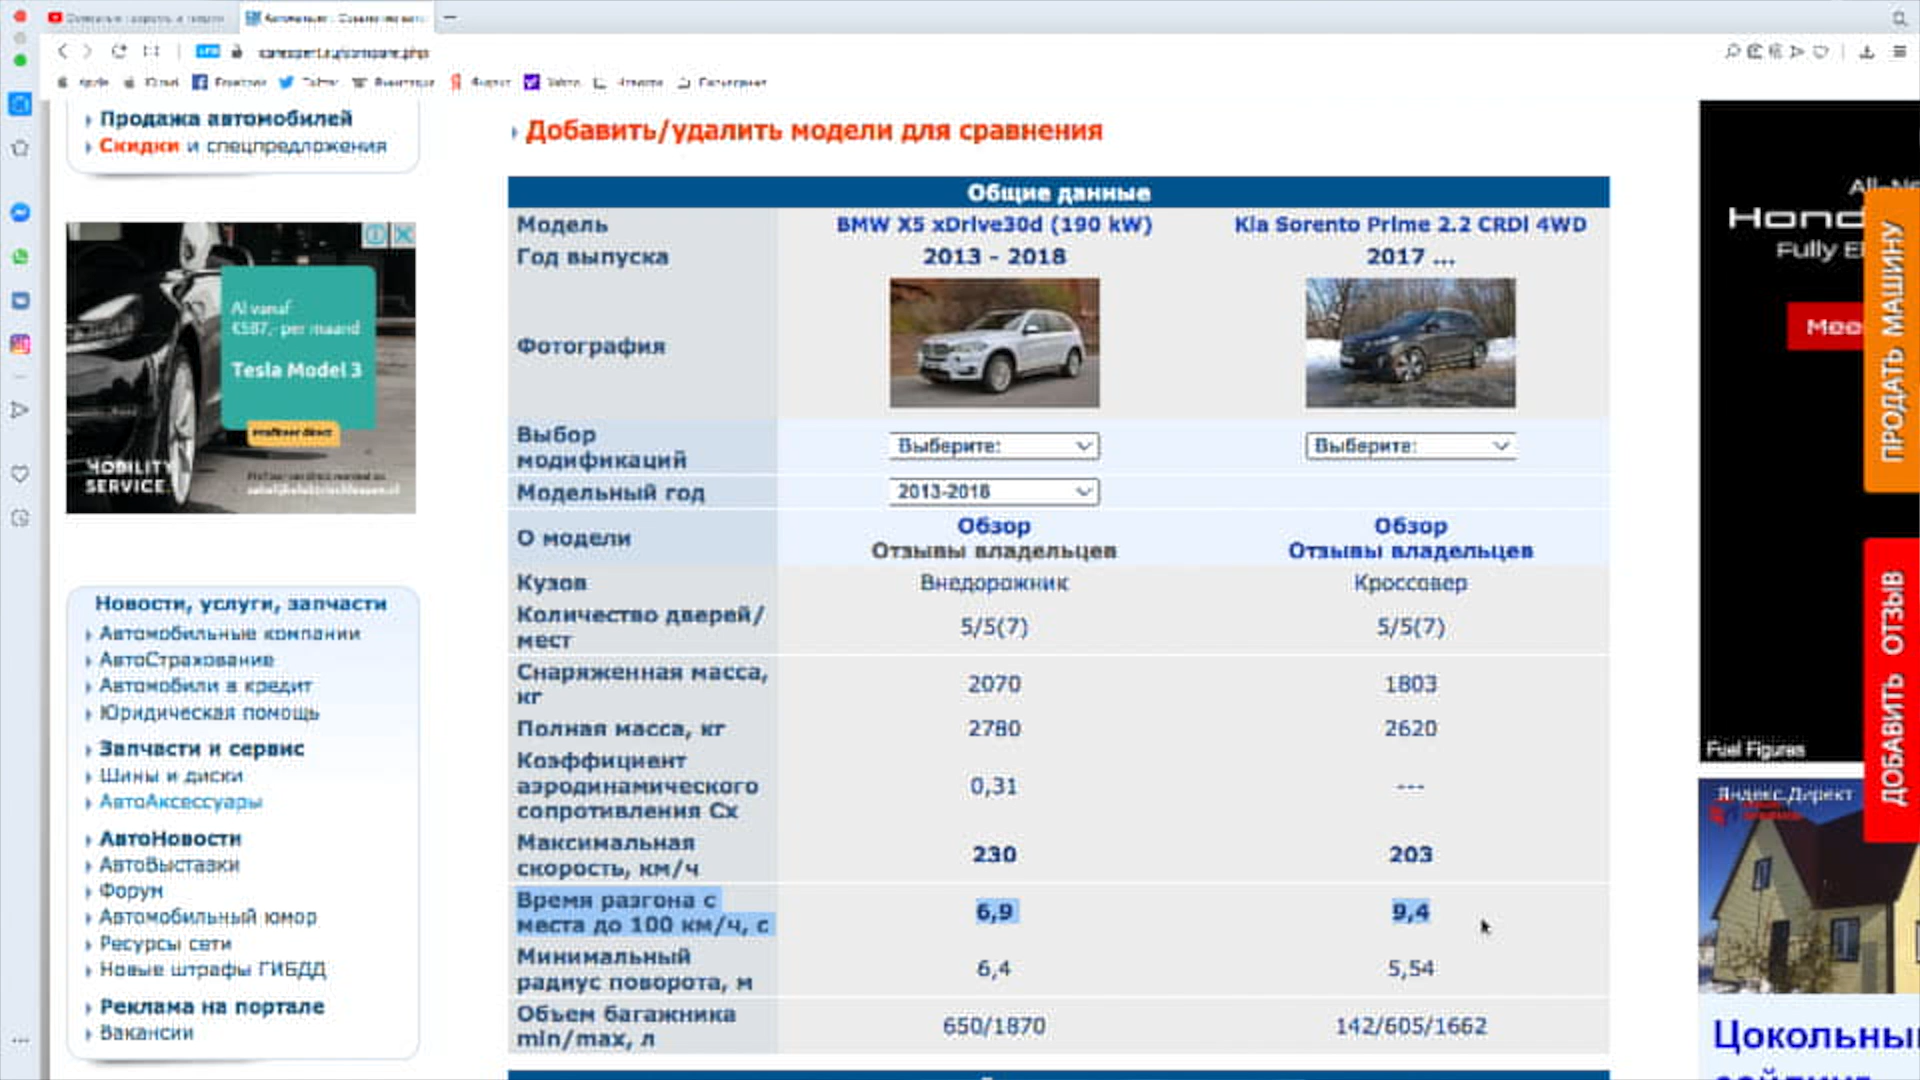 Продажа автомобилей
Скидки и спецпредложения
Al vanaf
€587,- per maand
Tesla Model 3
MOBILITY
SERVICE
Новости, услуги, запчасти
Автомобильные компании
АвтоСтрахование
Автомобили в кредит
Юридическая помощь
Запчасти и сервис
Шины и диски
АвтоАксессуары
АвтоНовости
АвтоВыставки
Форум
Автомобильный юмор
Ресурсы сети
Новые штрафы ГИБДД
Реклама на портале
Вакансии
Добавить/удалить модели для сравнения
Общие данные
Модель BMW X5 xDrive30d (190 kW) Kia Sorento Prime 2.2 CRDi 4WD
Год выпуска 2013 - 2018 2017 ...
Фотография
Выбор
модификаций Выберите: Выберите:
Модельный год 2013-2018
О модели Обзор Обзор
Отзывы владельцев Отзывы владельцев
Кузов Внедорожник Кроссовер
Количество дверей/
мест 5/5(7) 5/5(7)
Снаряженная масса,
кг 2070 1803
Полная масса, кг 2780 2620
Коэффициент
аэродинамического 0,31 ---
сопротивления Cx
Максимальная
скорость, км/ч 230 203
Время разгона с
места до 100 км/ч, с 6,9 9,4
Минимальный
радиус поворота, м 6,4 5,54
Объем багажника
min/max, л 650/1870 142/605/1662
Fuel Figures
ПРОДАТЬ МАШИНУ
ДОБАВИТЬ ОТЗЫВ
Яндекс.Директ